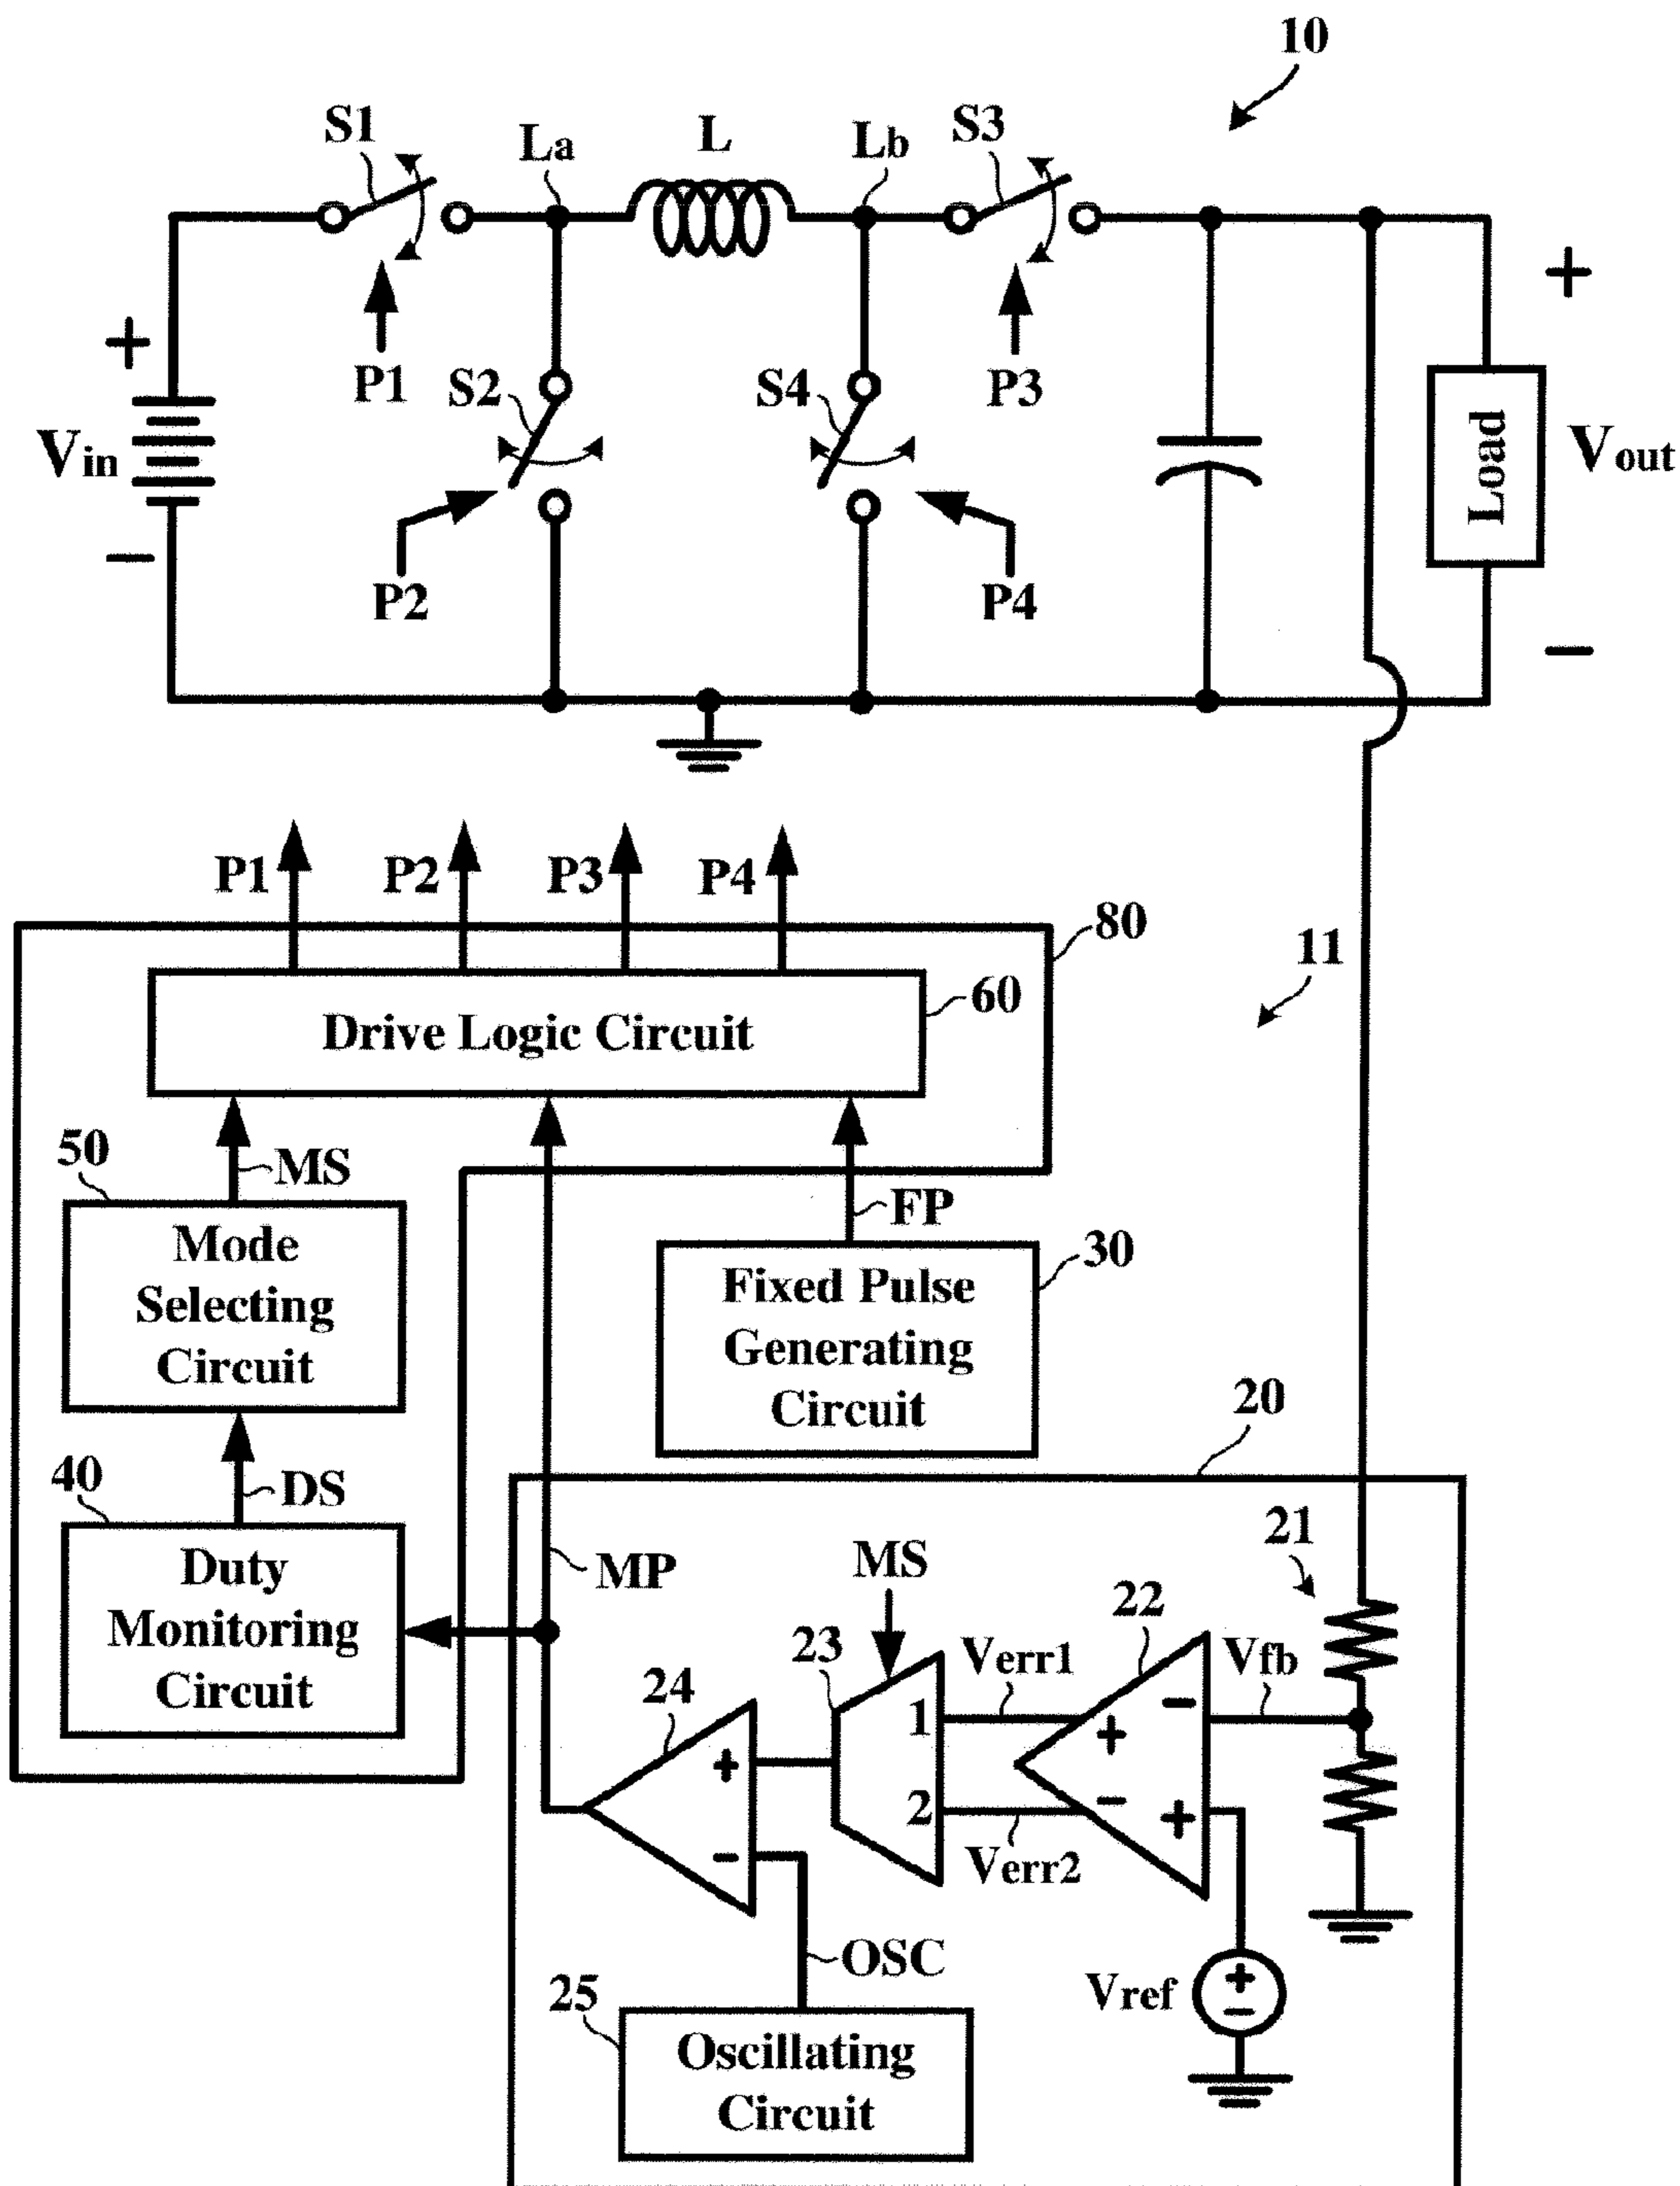 10
S1
La
L
Lb
S3
+
P1
S2
S4
P3
+
Vin
Load
Vout
−
P2
P4
−
P1
P2
P3
P4
80
11
60
Drive Logic Circuit
50
MS
FP
30
Mode
Selecting
Circuit
Fixed Pulse
Generating
Circuit
20
40
DS
21
Duty
Monitoring
Circuit
MP
MS
22
23
Verr1
Vfb
24
1
+
−
+
2
−
+
−
Verr2
OSC
25
Vref
+
−
Oscillating
Circuit